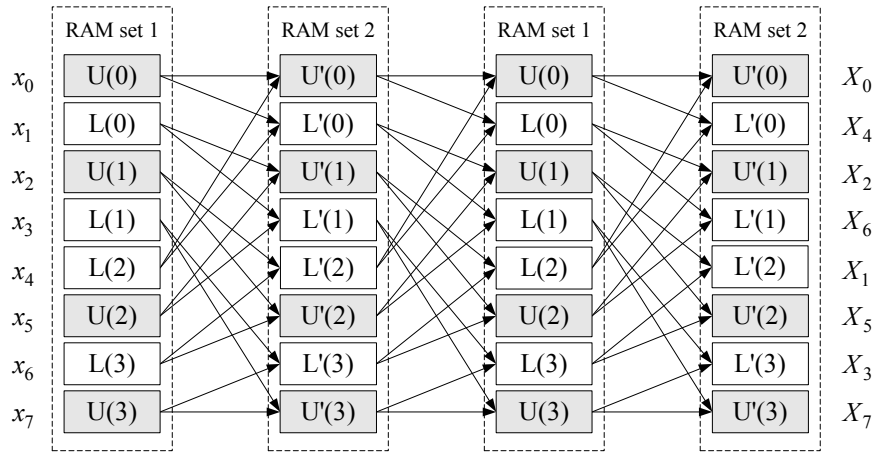 RAM set 1 RAM set 2 RAM set 1 RAM set 2
x0 U(0) U'(0) U(0) U'(0) X0
x1 L(0) L'(0) L(0) L'(0) X4
x2 U(1) U'(1) U(1) U'(1) X2
x3 L(1) L'(1) L(1) L'(1) X6
x4 L(2) L'(2) L(2) L'(2) X1
x5 U(2) U'(2) U(2) U'(2) X5
x6 L(3) L'(3) L(3) L'(3) X3
x7 U(3) U'(3) U(3) U'(3) X7